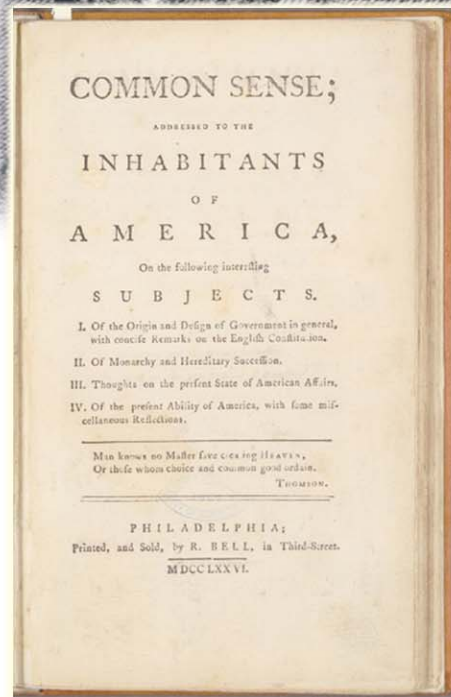 COMMON SENSE;
ADDRESSED TO THE
INHABITANTS
OF
AMERICA,
On the following interesting
SUBJECTS.
I. Of the Origin and Design of Government in general,
with concise Remarks on the English Constitution.
II. Of Monarchy and Hereditary Succession.
III. Thoughts on the present State of American Affairs.
IV. Of the present Ability of America, with some mis-
cellaneous Reflections.
Man knows no Master save creating HEAVEN,
Or those whom choice and common good ordain.
THOMSON.
PHILADELPHIA;
Printed, and Sold, by R. BELL, in Third-Street.
MDCCLXXVI.